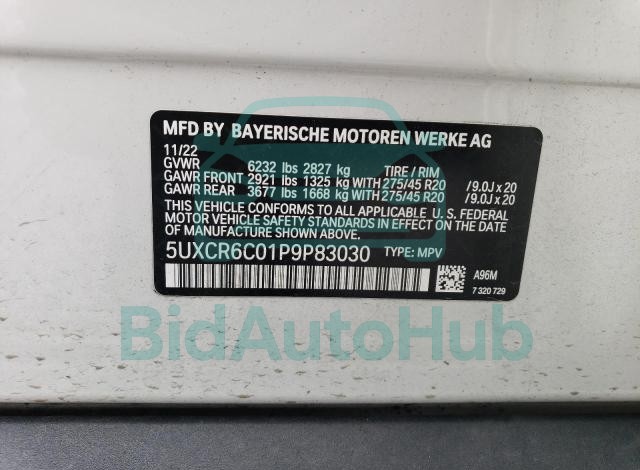 MFD BY BAYERISCHE MOTOREN WERKE AG
11/22
GVWR 6232 lbs 2827 kg TIRE / RIM
GAWR FRONT 2921 lbs 1325 kg WITH 275/45 R20 /9.0J x 20
GAWR REAR 3677 lbs 1668 kg WITH 275/45 R20 /9.0J x 20
THIS VEHICLE CONFORMS TO ALL APPLICABLE U. S. FEDERAL
MOTOR VEHICLE SAFETY STANDARDS IN EFFECT ON THE
DATE OF MANUFACTURE SHOWN ABOVE.
5UXCR6C01P9P83030 TYPE: MPV
A96M
7 320 729
BidAutoHub